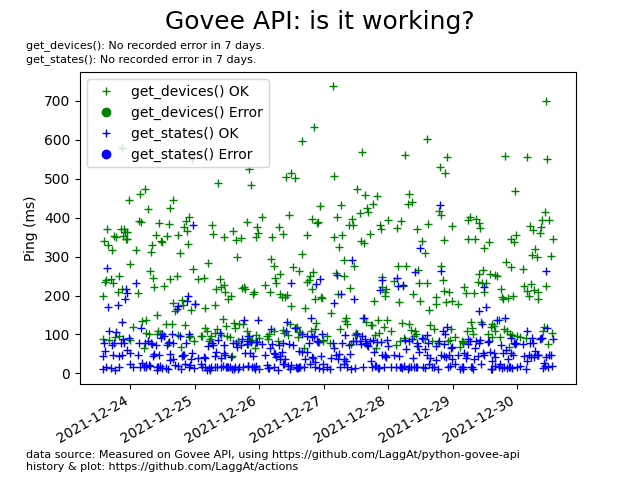 Govee API: is it working?
get_devices(): No recorded error in 7 days.
get_states(): No recorded error in 7 days.
get_devices() OK
get_devices() Error
get_states() OK
get_states() Error
Ping (ms)
700
600
500
400
300
200
100
0
2021-12-24
2021-12-25
2021-12-26
2021-12-27
2021-12-28
2021-12-29
2021-12-30
data source: Measured on Govee API, using https://github.com/LaggAt/python-govee-api
history & plot: https://github.com/LaggAt/actions